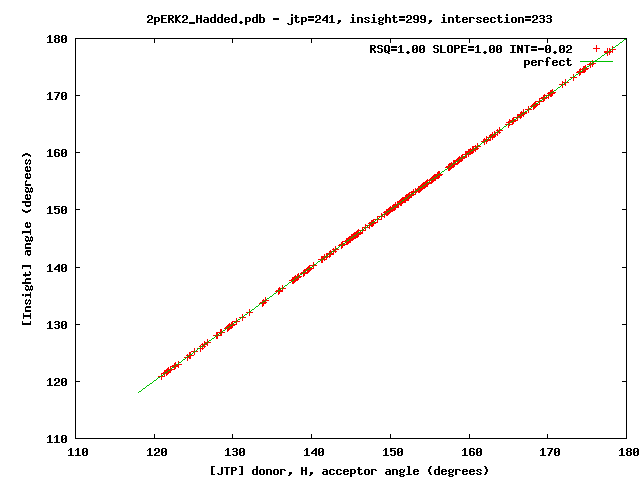 2pERK2_Hadded.pdb - jtp=241, insight=299, intersection=233
RSQ=1.00 SLOPE=1.00 INT=-0.02
perfect
180
170
160
150
140
130
120
110
[Insight] angle (degrees)
110 120 130 140 150 160 170 180
[JTP] donor, H, acceptor angle (degrees)